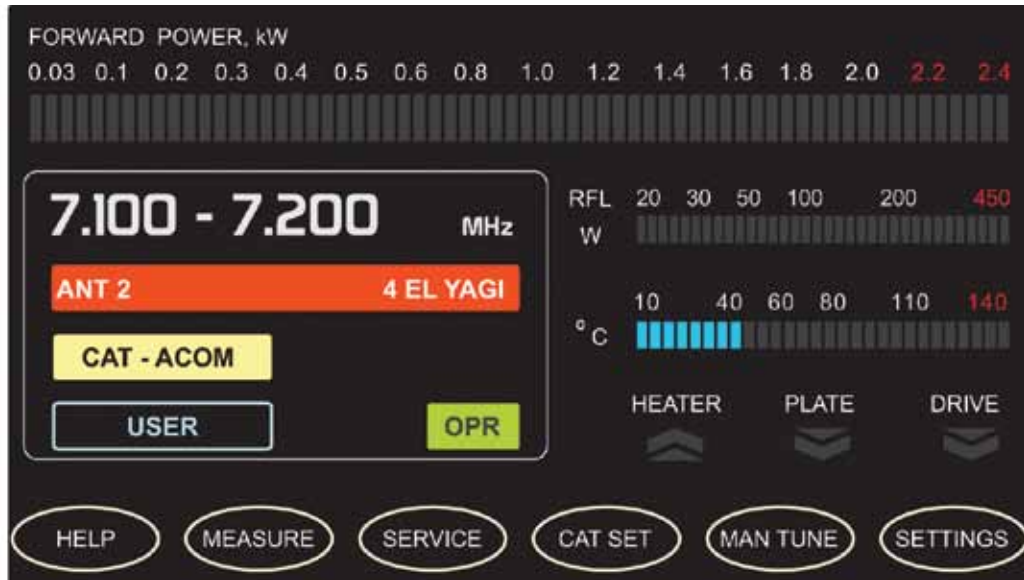 FORWARD POWER, kW
0.03 0.1 0.2 0.3 0.4 0.5 0.6 0.8 1.0 1.2 1.4 1.6 1.8 2.0 2.2 2.4
7.100 - 7.200 MHz
ANT 2 4 EL YAGI
CAT - ACOM
USER OPR
RFL 20 30 50 100 200 450
W
10 40 60 80 110 140
° C
HEATER PLATE DRIVE
HELP MEASURE SERVICE CAT SET MAN TUNE SETTINGS